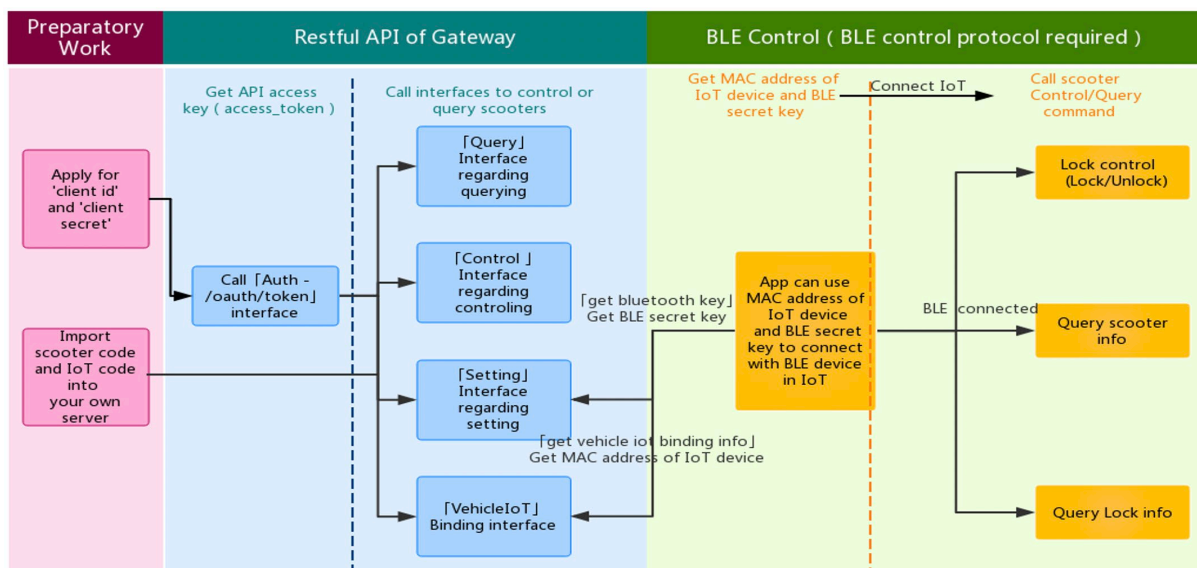 Preparatory
Work
Restful API of Gateway
BLE Control ( BLE control protocol required )
Get API access
key ( access_token )
Call interfaces to control or
query scooters
Get MAC address of
IoT device and BLE
secret key
Connect IoT
Call scooter
Control/Query
command
Apply for
'client id'
and 'client
secret'
Import
scooter code
and IoT code
into
your own
server
Call「Auth -
/oauth/token」
interface
「Query」
Interface
regarding
querying
「Control 」
Interface
regarding
controling
「Setting」
Interface
regarding
setting
「VehicleIoT」
Binding interface
「get bluetooth key」
Get BLE secret key
「get vehicle iot binding info」
Get MAC address of IoT device
App can use
MAC address of
IoT device
and BLE secret
key to connect
with BLE device
in IoT
BLE connected
Lock control
(Lock/Unlock)
Query scooter
info
Query Lock info